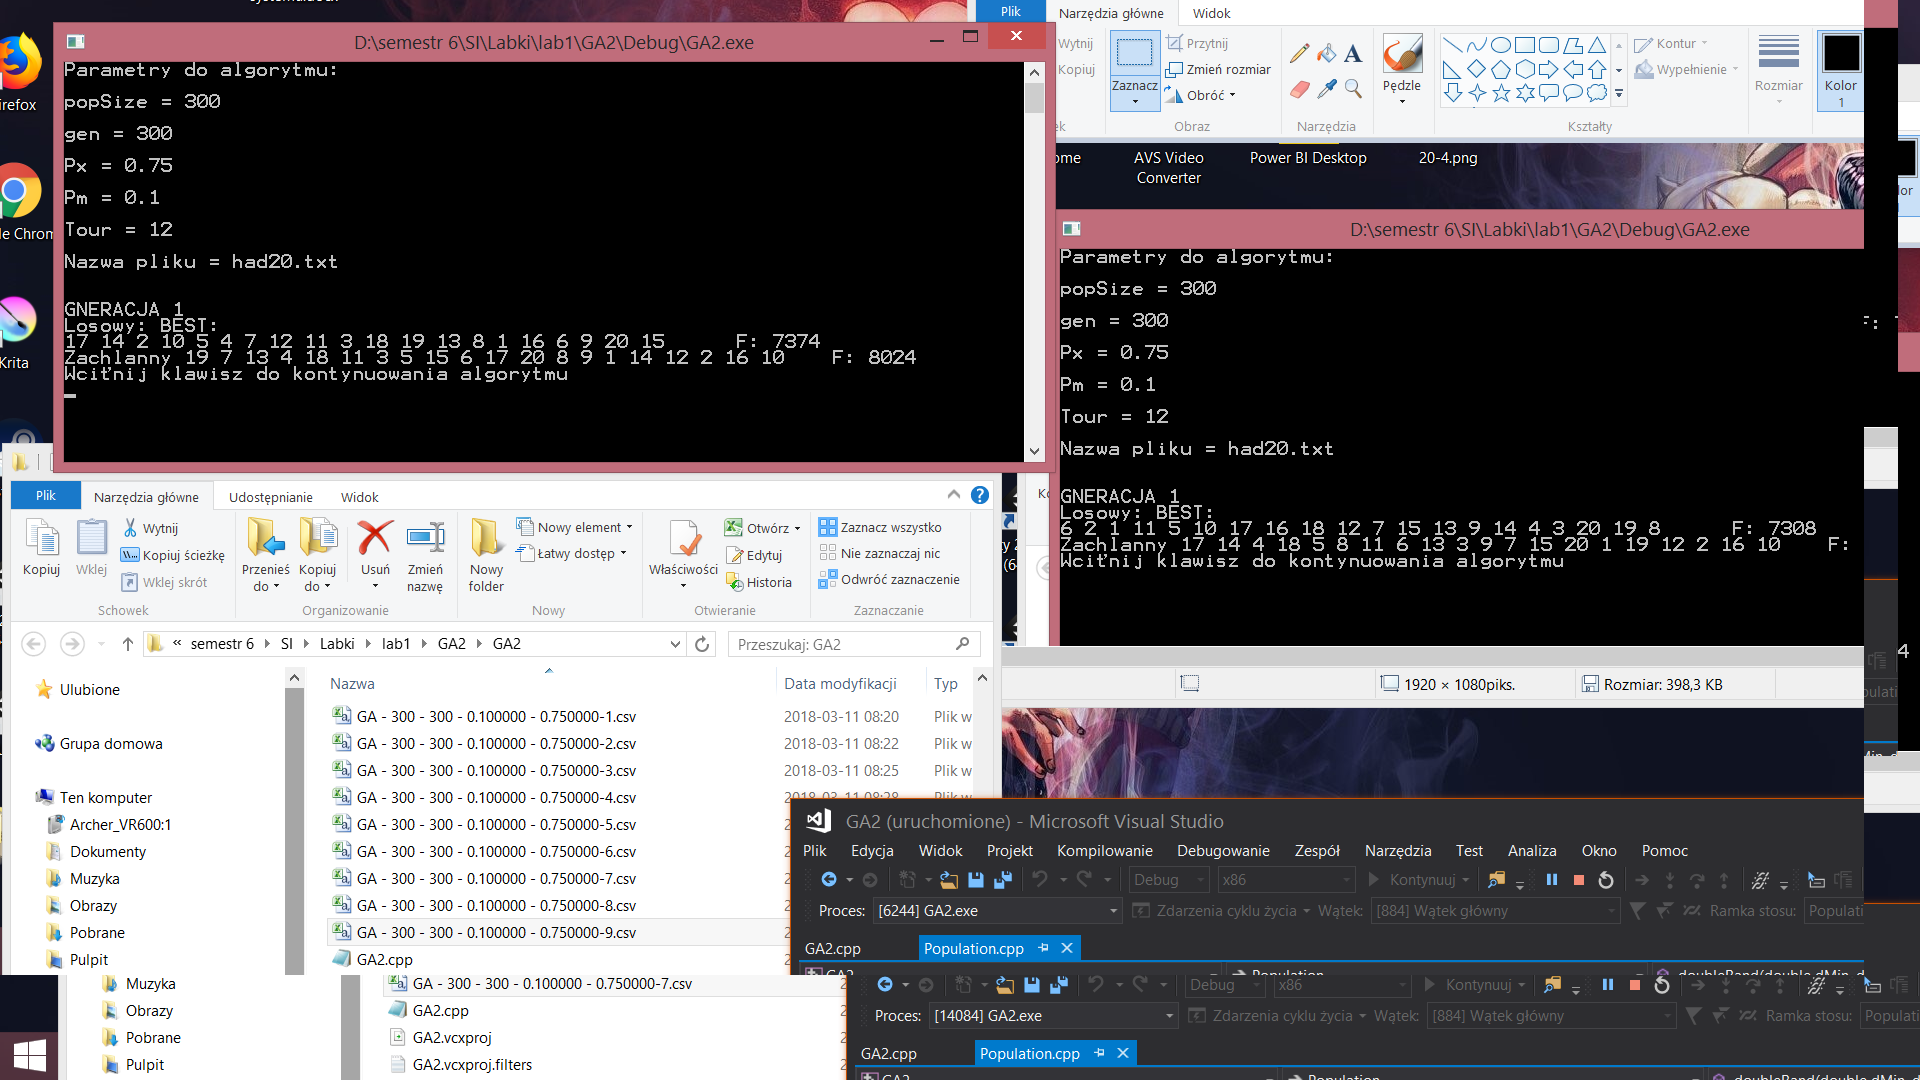 D:\semestr 6\SI\Labki\lab1\GA2\Debug\GA2.exe
Parametry do algorytmu:
popSize = 300
gen = 300
Px = 0.75
Pm = 0.1
Tour = 12
Nazwa pliku = had20.txt
GNERACJA 1
Losowy: BEST:
17 14 2 10 5 4 7 12 11 3 18 19 13 8 1 16 6 9 20 15 F: 7374
Zachlanny 19 7 13 4 18 11 3 5 15 6 17 20 8 9 1 14 12 2 16 10 F: 8024
Wciťnij klawisz do kontynuowania algorytmu
Krita
Plik Narzędzia główne Widok
Wytnij
Kopiuj
Zaznacz
Przytnij
Zmień rozmiar
Obróć
Obraz
Narzędzia
Pędzle
Kształty
Kontur
Wypełnienie
Rozmiar
Kolor
1
AVS Video
Converter
Power BI Desktop
20-4.png
D:\semestr 6\SI\Labki\lab1\GA2\Debug\GA2.exe
Parametry do algorytmu:
popSize = 300
gen = 300
Px = 0.75
Pm = 0.1
Tour = 12
Nazwa pliku = had20.txt
GNERACJA 1
Losowy: BEST:
6 2 1 11 5 10 17 16 18 12 7 15 13 9 14 4 3 20 19 8 F: 7308
Zachlanny 17 14 4 18 5 8 11 6 13 3 9 7 15 20 1 19 12 2 16 10 F:
Wciťnij klawisz do kontynuowania algorytmu
1920 × 1080piks.
Rozmiar: 398,3 KB
Plik Narzędzia główne Udostępnianie Widok
Kopiuj
Wklej
Wytnij
Kopiuj ścieżkę
Wklej skrót
Schowek
Przenieś
do
Kopiuj
do
Usuń
Zmień
nazwę
Organizowanie
Nowy
folder
Nowy element
Łatwy dostęp
Nowy
Właściwości
Otwórz
Edytuj
Historia
Otwieranie
Zaznacz wszystko
Nie zaznaczaj nic
Odwróć zaznaczenie
Zaznaczanie
« semestr 6 SI Labki lab1 GA2 GA2
Przeszukaj: GA2
Ulubione
Grupa domowa
Ten komputer
Archer_VR600:1
Dokumenty
Muzyka
Obrazy
Pobrane
Pulpit
Nazwa Data modyfikacji Typ
GA - 300 - 300 - 0.100000 - 0.750000-1.csv 2018-03-11 08:20 Plik w
GA - 300 - 300 - 0.100000 - 0.750000-2.csv 2018-03-11 08:22 Plik w
GA - 300 - 300 - 0.100000 - 0.750000-3.csv 2018-03-11 08:25 Plik w
GA - 300 - 300 - 0.100000 - 0.750000-4.csv 2018-03-11 08:28
GA - 300 - 300 - 0.100000 - 0.750000-5.csv
GA - 300 - 300 - 0.100000 - 0.750000-6.csv
GA - 300 - 300 - 0.100000 - 0.750000-7.csv
GA - 300 - 300 - 0.100000 - 0.750000-8.csv
GA - 300 - 300 - 0.100000 - 0.750000-9.csv
GA2.cpp
Muzyka
Obrazy
Pobrane
Pulpit
GA - 300 - 300 - 0.100000 - 0.750000-7.csv
GA2.cpp
GA2.vcxproj
GA2.vcxproj.filters
GA2 (uruchomione) - Microsoft Visual Studio
Plik Edycja Widok Projekt Kompilowanie Debugowanie Zespół Narzędzia Test Analiza Okno Pomoc
Debug x86 Kontynuuj
Proces: [6244] GA2.exe Zdarzenia cyklu życia Wątek: [884] Wątek główny Ramka stosu: Populati
GA2.cpp Population.cpp
Debug x86 Kontynuuj
Proces: [14084] GA2.exe Zdarzenia cyklu życia Wątek: [884] Wątek główny Ramka stosu: Populati
GA2.cpp Population.cpp